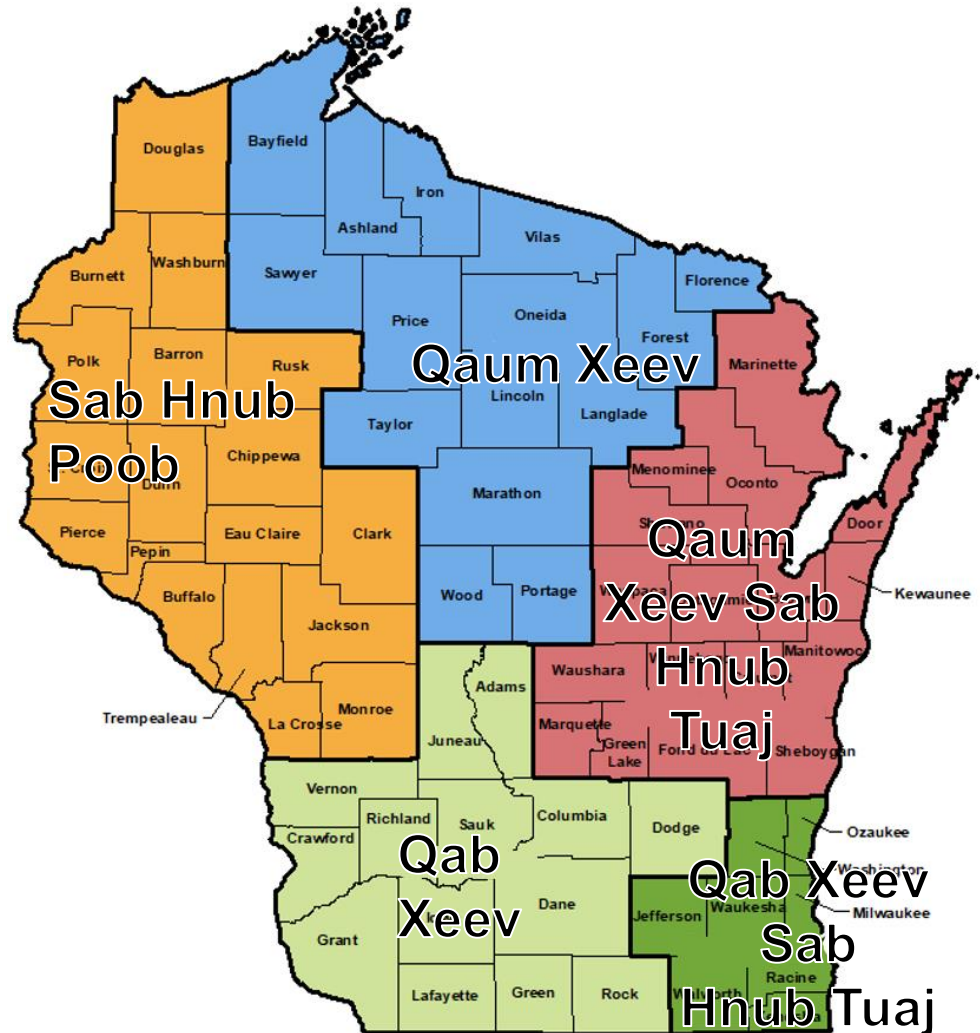 Douglas
Bayfield
Iron
Ashland
Vilas
Burnett
Washburn
Sawyer
Florence
Price
Oneida
Forest
Polk
Barron
Rusk
Marinette
Qaum Xeev
Sab Hnub
Poob
Lincoln
Langlade
Taylor
Chippewa
Menominee
Oconto
Marathon
Pierce
Eau Claire
Clark
Door
Pepin
Buffalo
Wood
Portage
Kewaunee
Jackson
Qaum
Xeev Sab
Hnub
Tuaj
Manitowoc
Waushara
Adams
Trempealeau
La Crosse
Monroe
Juneau
Marquette
Green
Lake
Sheboygan
Vernon
Richland
Sauk
Columbia
Dodge
Crawford
Ozaukee
Washington
Qab
Xeev
Qab Xeev
Sab
Hnub Tuaj
Waukesha
Milwaukee
Jefferson
Dane
Grant
Lafayette
Green
Rock
Racine